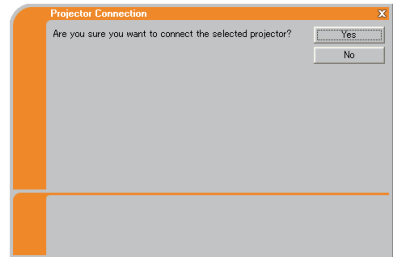 Projector Connection
Are you sure you want to connect the selected projector?
Yes
No